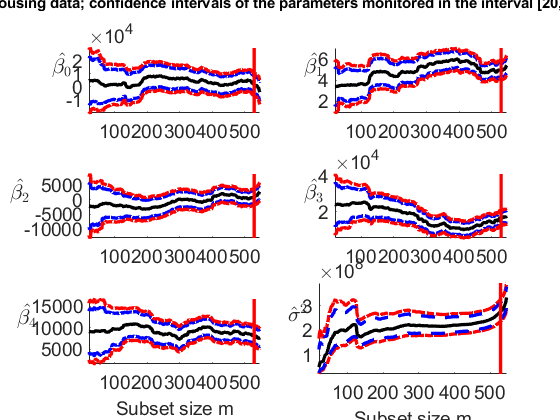 ousing data; confidence intervals of the parameters monitored in the interval [20,
×10⁴
β̂0
2
1
0
-1
100 200 300 400 500
β̂1
6
4
2
100 200 300 400 500
β̂2
5000
0
-5000
-10000
100 200 300 400 500
×10⁴
β̂3
4
2
100 200 300 400 500
β̂4
15000
10000
5000
100 200 300 400 500
Subset size m
×10⁸
σ̂²
3
2
1
100 200 300 400 500
Subset size m